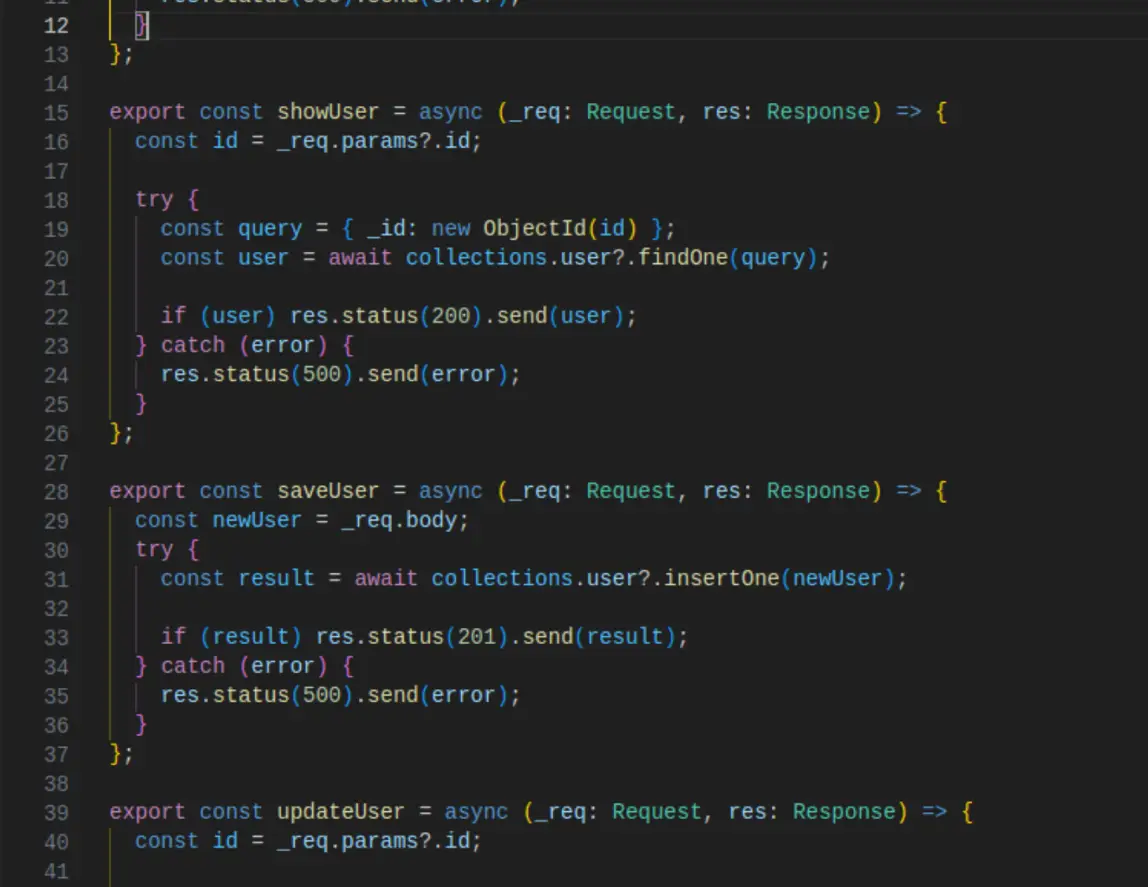 11 res.status(500).send(error);
12 }
13 };
14
15 export const showUser = async (_req: Request, res: Response) => {
16 const id = _req.params?.id;
17
18 try {
19 const query = { _id: new ObjectId(id) };
20 const user = await collections.user?.findOne(query);
21
22 if (user) res.status(200).send(user);
23 } catch (error) {
24 res.status(500).send(error);
25 }
26 };
27
28 export const saveUser = async (_req: Request, res: Response) => {
29 const newUser = _req.body;
30 try {
31 const result = await collections.user?.insertOne(newUser);
32
33 if (result) res.status(201).send(result);
34 } catch (error) {
35 res.status(500).send(error);
36 }
37 };
38
39 export const updateUser = async (_req: Request, res: Response) => {
40 const id = _req.params?.id;
41